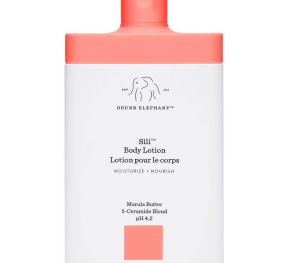 DRUNK ELEPHANT™
Sili™
Body Lotion
Lotion pour le corps
MOISTURIZE • NOURISH
Marula Butter
5-Ceramide Blend
pH 4.2